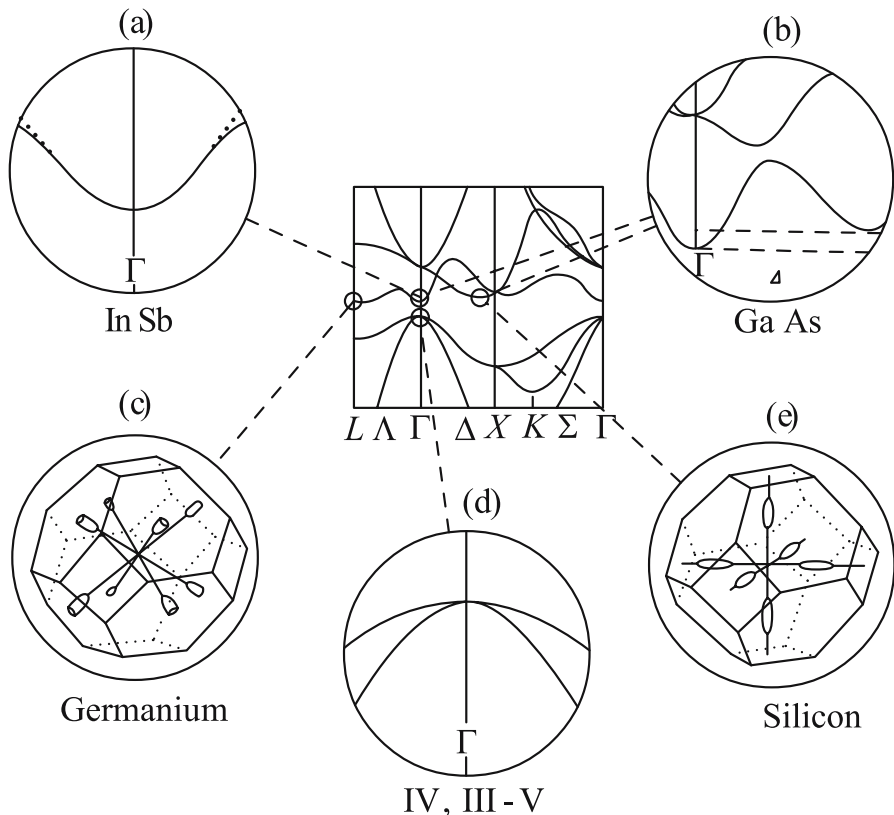 (a)
(b)
Γ
In Sb
Γ
Δ
Ga As
L Λ Γ Δ X K Σ Γ
(c)
(d)
(e)
Germanium
Γ
IV, III - V
Silicon